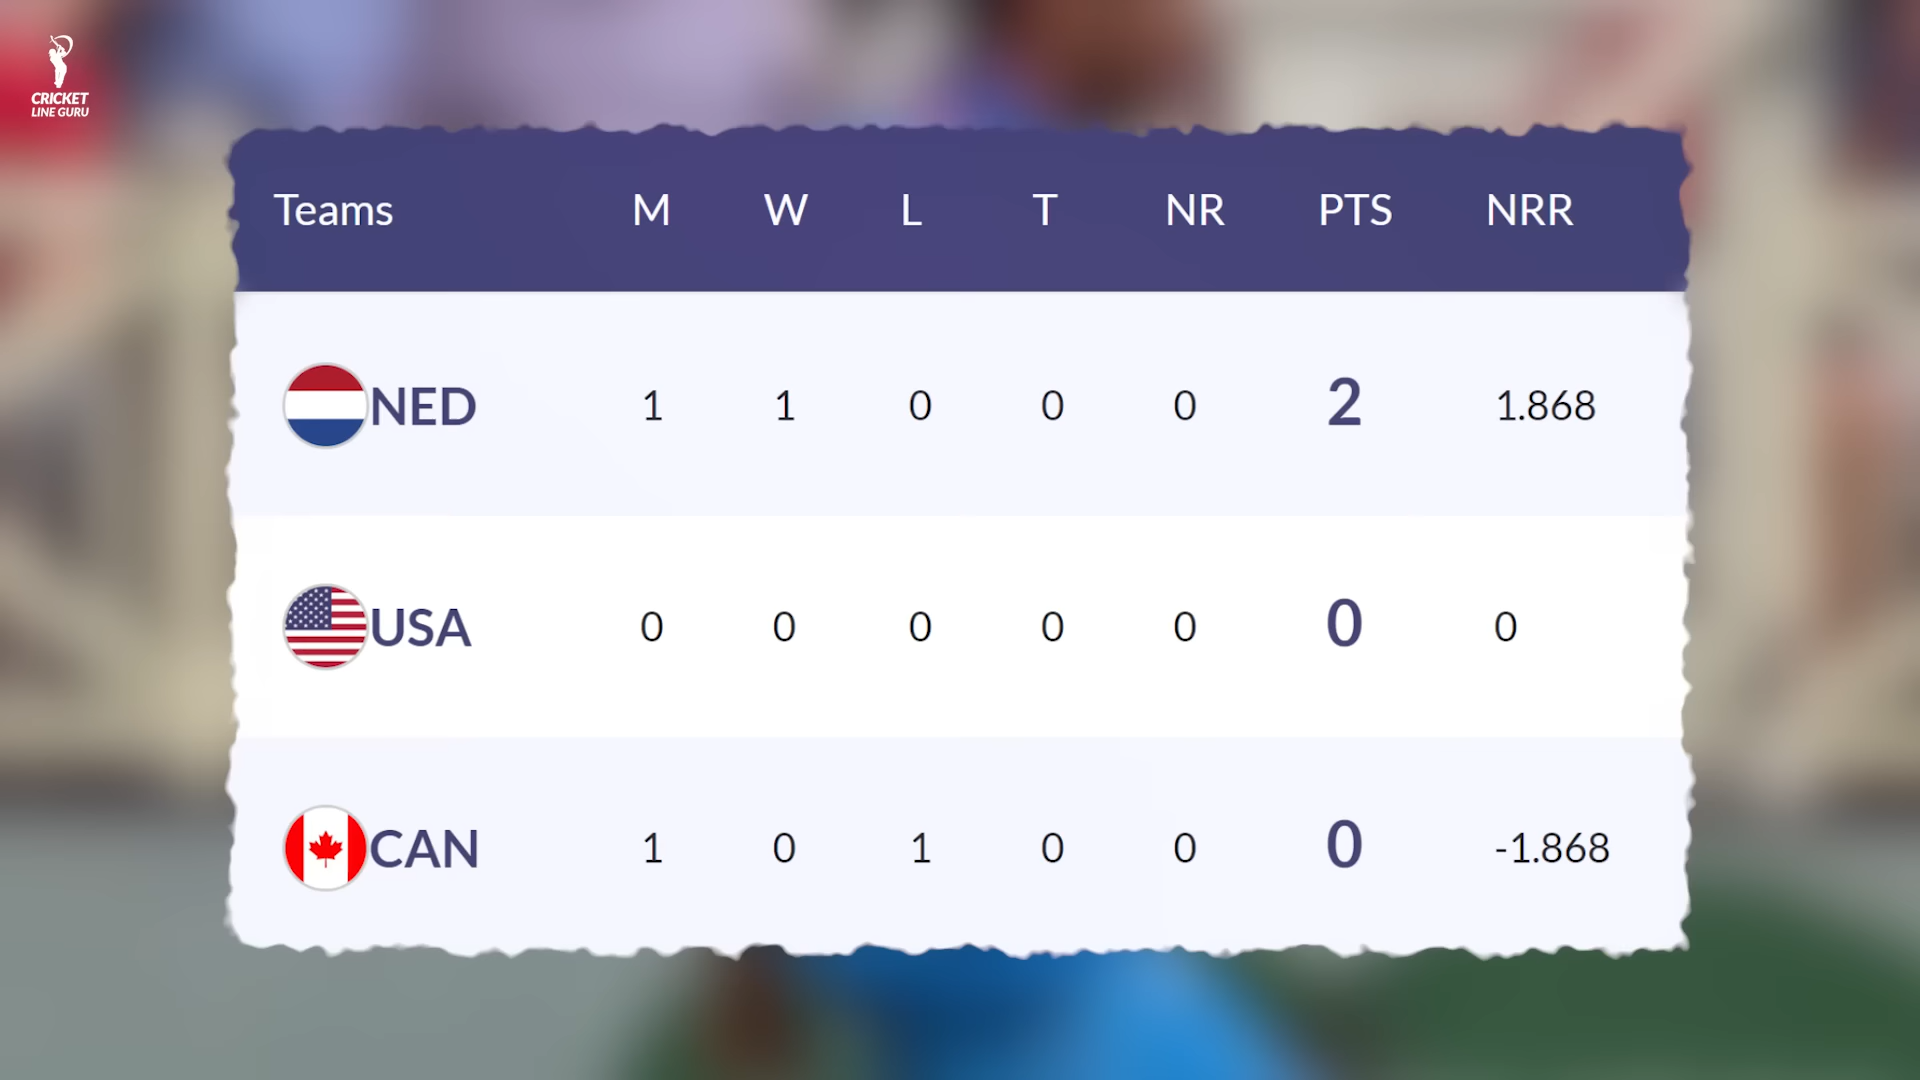 CRICKET
LINE GURU
Teams M W L T NR PTS NRR
NED 1 1 0 0 0 2 1.868
USA 0 0 0 0 0 0 0
CAN 1 0 1 0 0 0 -1.868